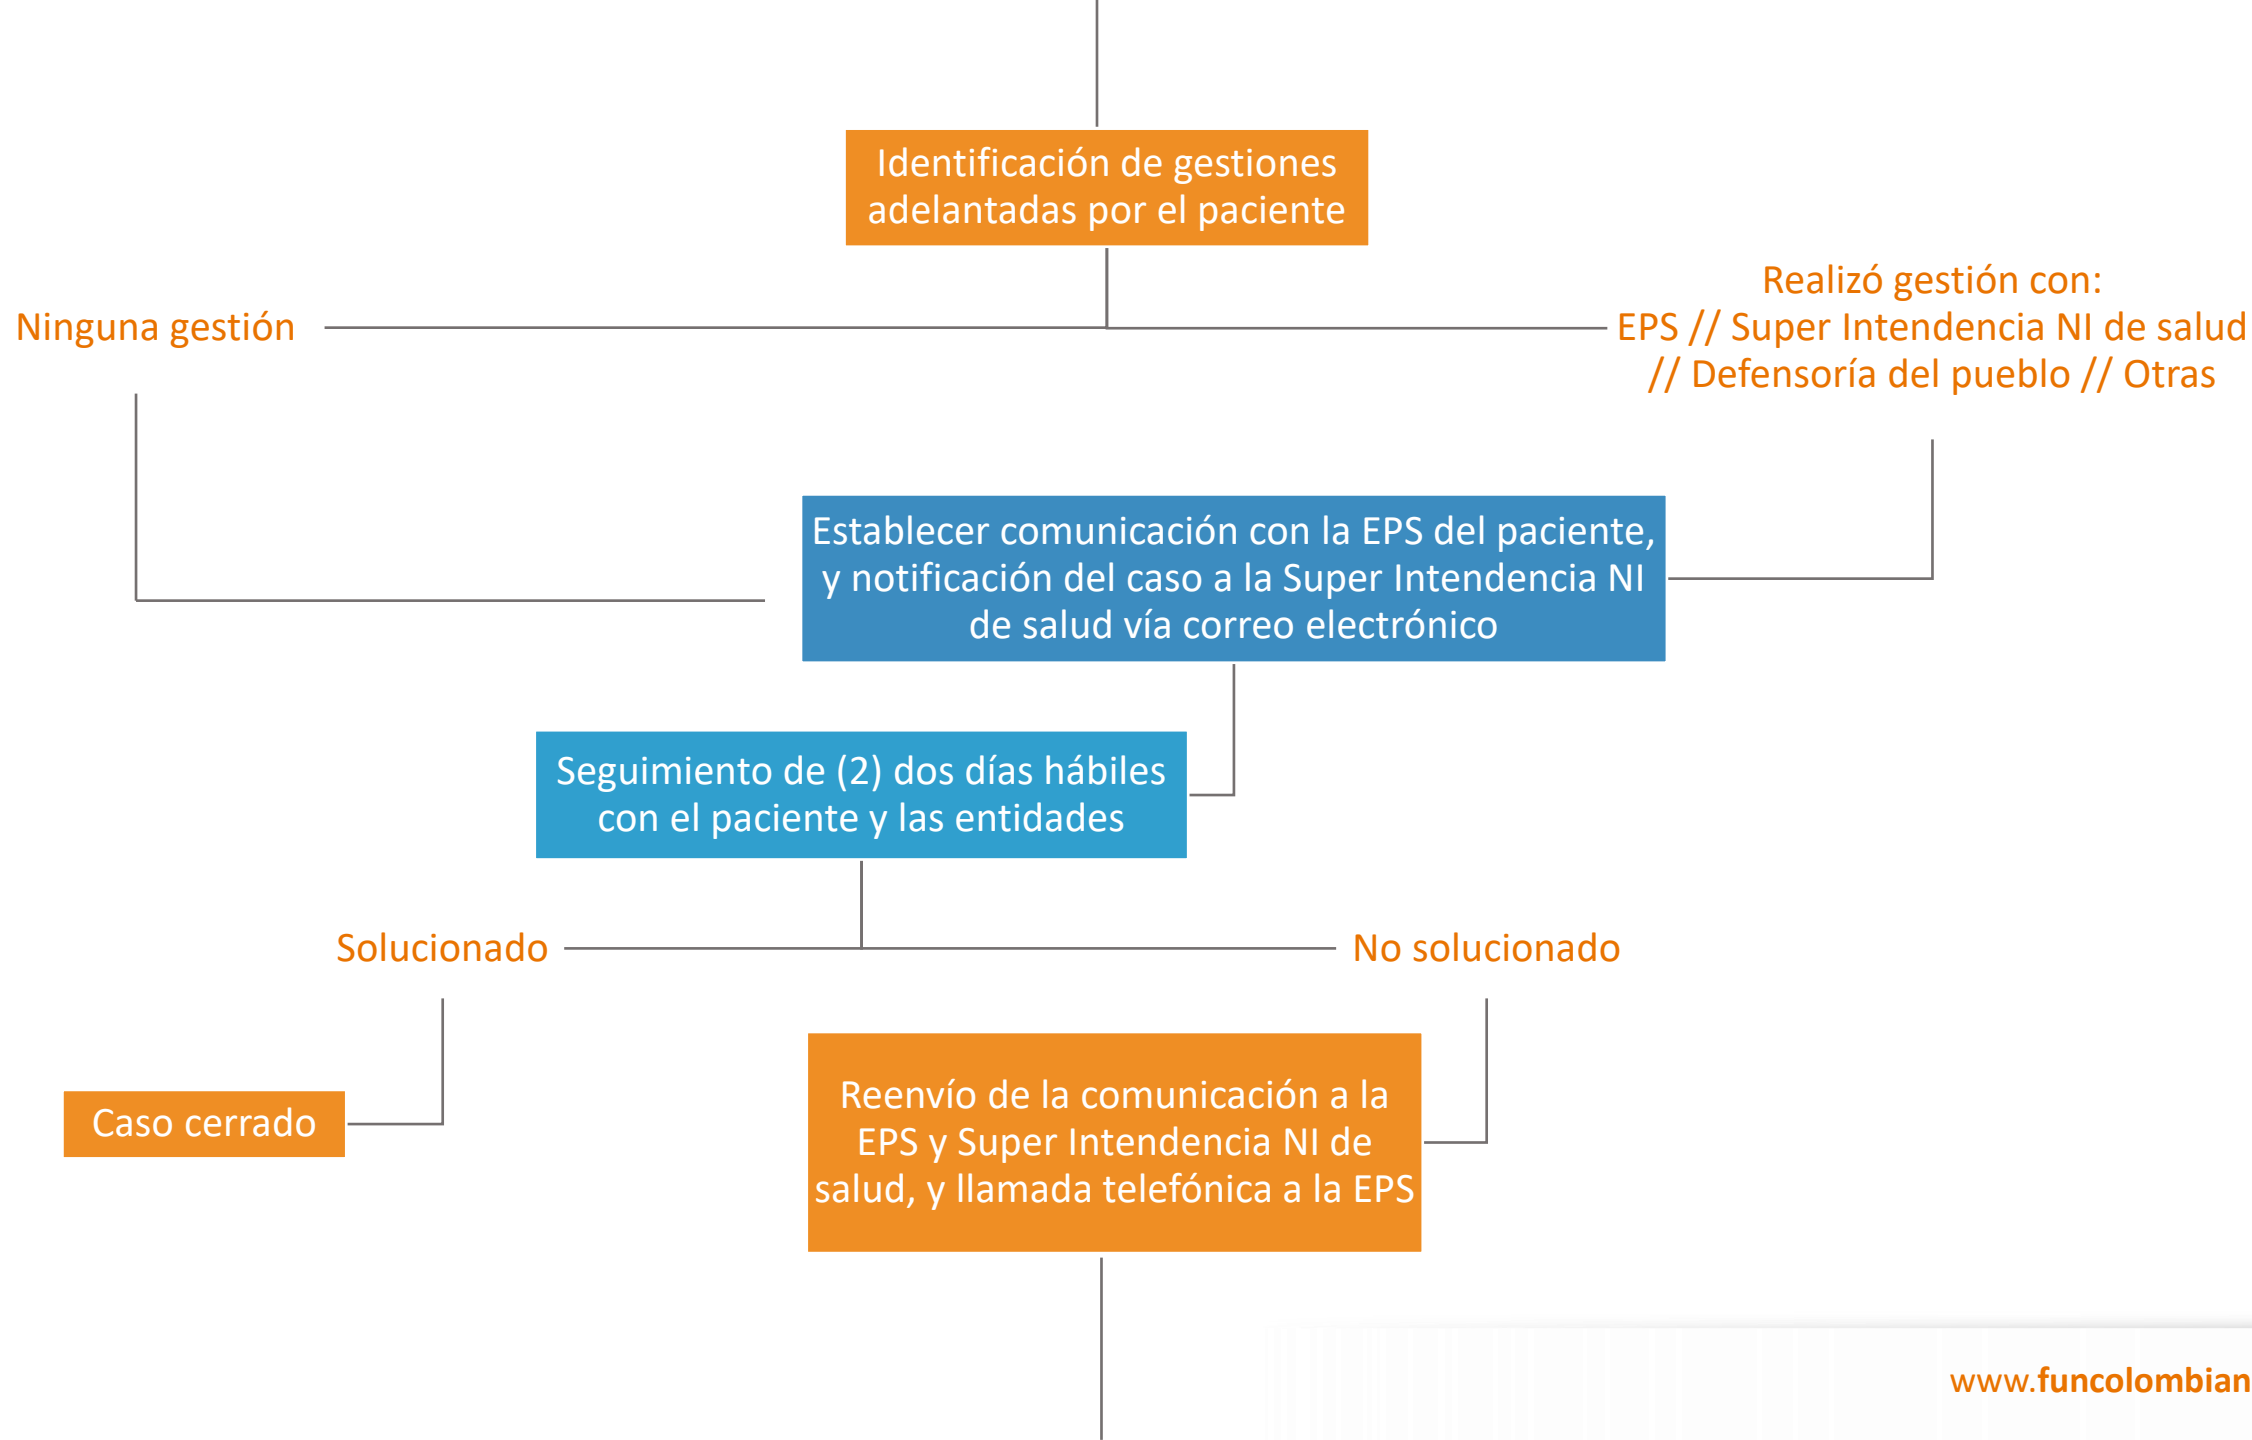 Identificación de gestiones
adelantadas por el paciente
Ninguna gestión
Realizó gestión con:
EPS // Super Intendencia NI de salud
// Defensoría del pueblo // Otras
Establecer comunicación con la EPS del paciente,
y notificación del caso a la Super Intendencia NI
de salud vía correo electrónico
Seguimiento de (2) dos días hábiles
con el paciente y las entidades
Solucionado
No solucionado
Caso cerrado
Reenvío de la comunicación a la
EPS y Super Intendencia NI de
salud, y llamada telefónica a la EPS
www.funcolombian